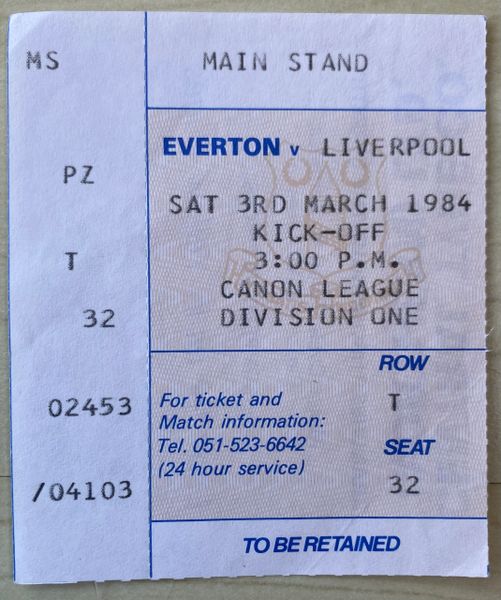 MS
PZ
T
32
02453
/04103
MAIN STAND
EVERTON v LIVERPOOL
SAT 3RD MARCH 1984
KICK-OFF
3:00 P.M.
CANON LEAGUE
DIVISION ONE
For ticket and
Match information:
Tel. 051-523-6642
(24 hour service)
ROW
T
SEAT
32
TO BE RETAINED